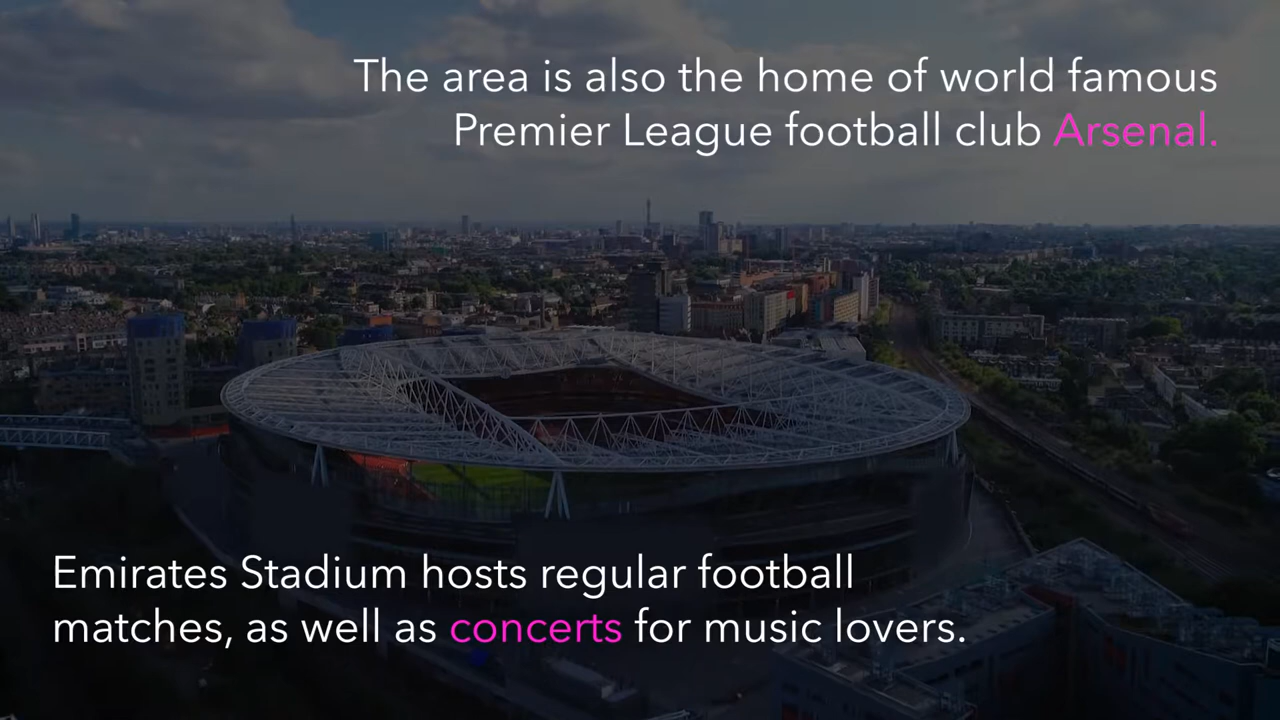 The area is also the home of world famous
Premier League football club Arsenal.
Emirates Stadium hosts regular football
matches, as well as concerts for music lovers.